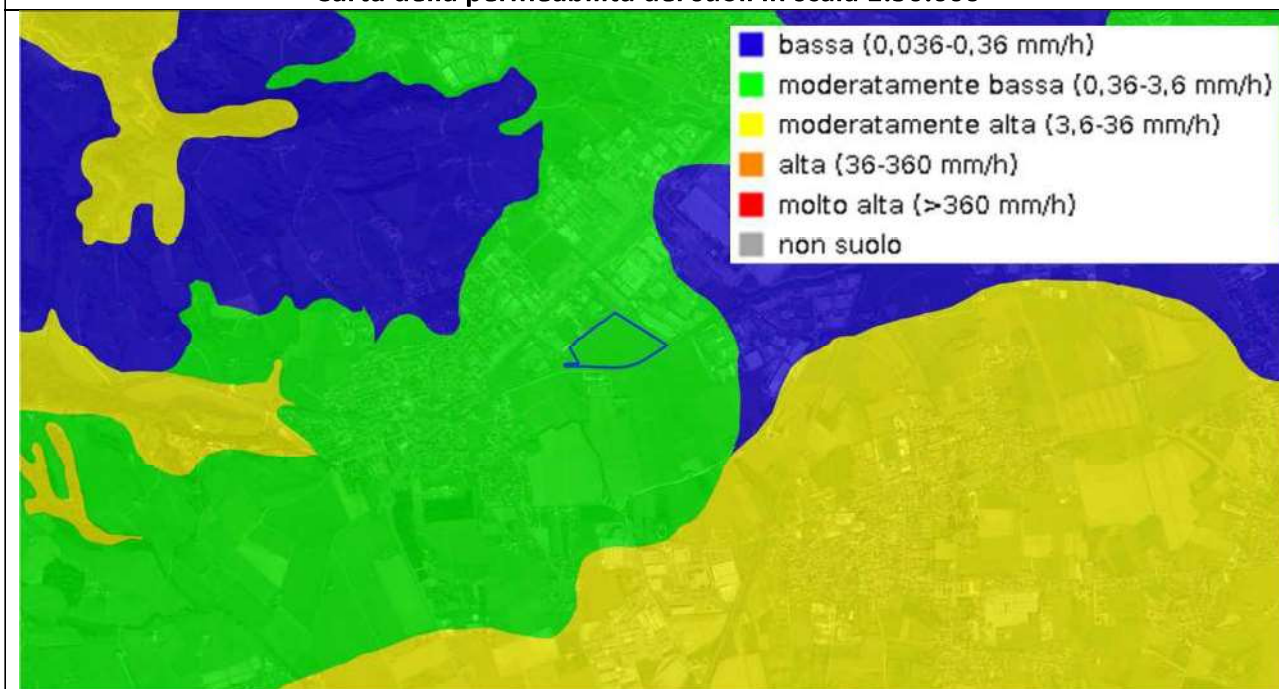 bassa (0,036-0,36 mm/h)
moderatamente bassa (0,36-3,6 mm/h)
moderatamente alta (3,6-36 mm/h)
alta (36-360 mm/h)
molto alta (>360 mm/h)
non suolo